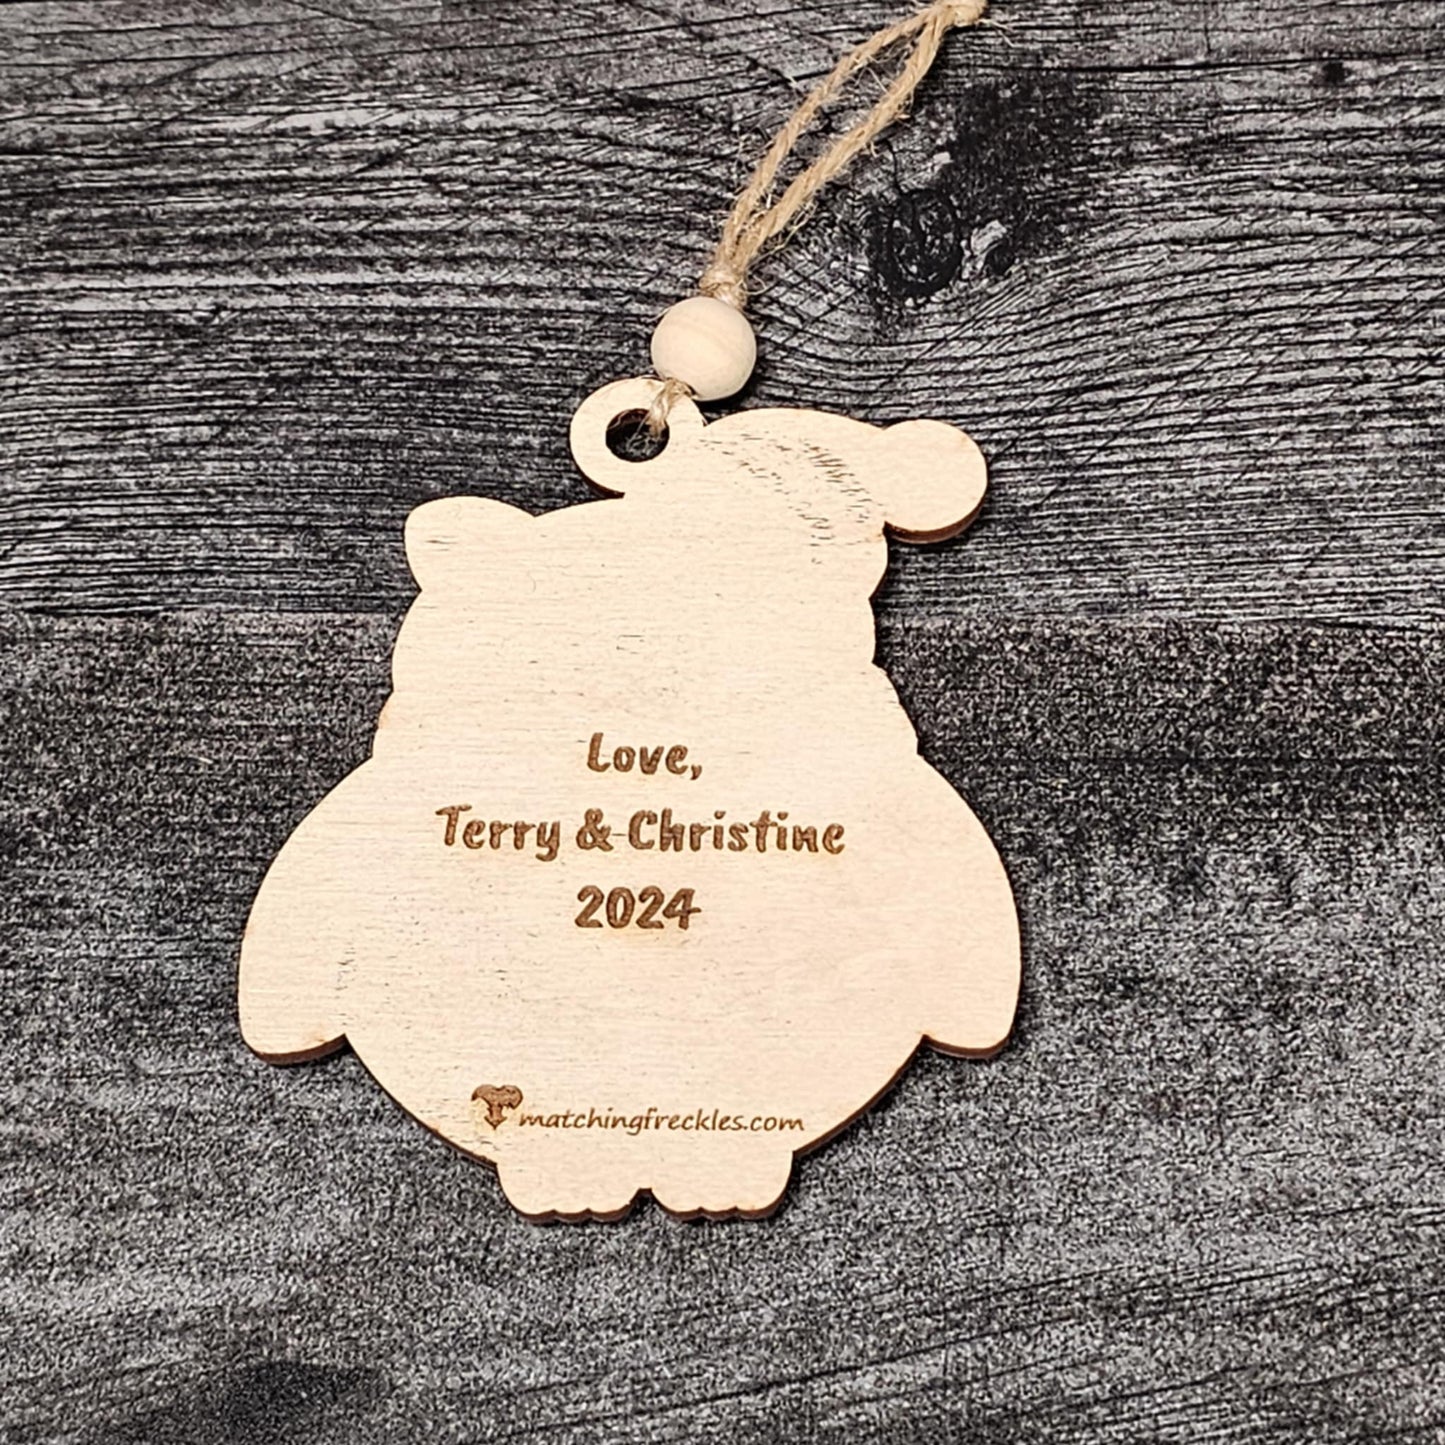 Love,
Terry & Christine
2024
matchingfreckles.com